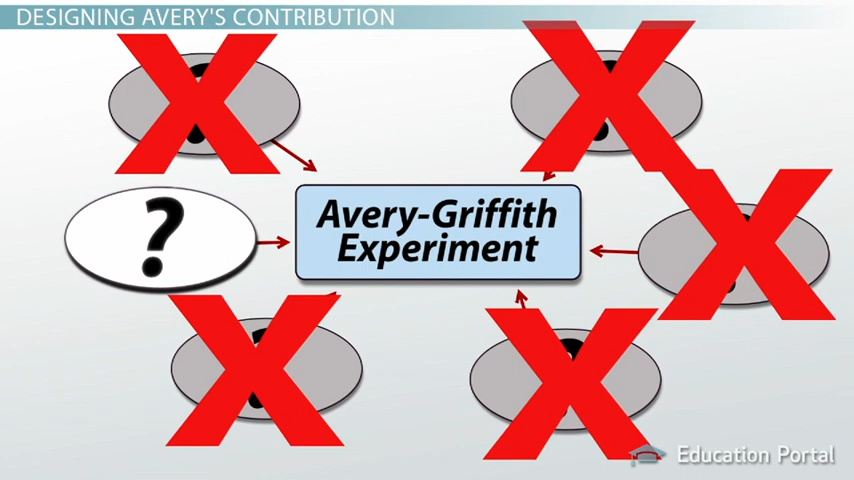 DESIGNING AVERY'S CONTRIBUTION
?
Avery-Griffith
Experiment
Education Portal